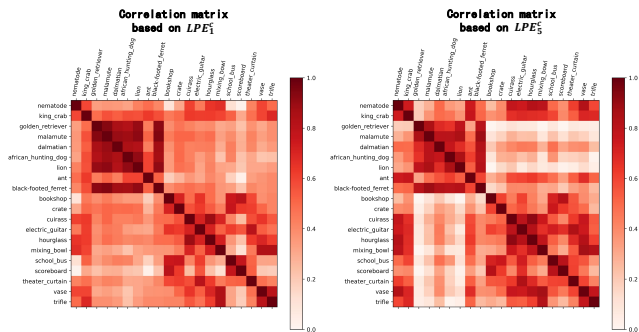 Correlation matrix
based on LPE₁ᶜ
nematode
king_crab
golden_retriever
malamute
dalmatian
african_hunting_dog
lion
ant
black-footed_ferret
bookshop
crate
cuirass
electric_guitar
hourglass
mixing_bowl
school_bus
scoreboard
theater_curtain
vase
trifle
nematode
king_crab
golden_retriever
malamute
dalmatian
african_hunting_dog
lion
ant
black-footed_ferret
bookshop
crate
cuirass
electric_guitar
hourglass
mixing_bowl
school_bus
scoreboard
theater_curtain
vase
trifle
1.0
0.8
0.6
0.4
0.2
0.0
Correlation matrix
based on LPE₅ᶜ
nematode
king_crab
golden_retriever
malamute
dalmatian
african_hunting_dog
lion
ant
black-footed_ferret
bookshop
crate
cuirass
electric_guitar
hourglass
mixing_bowl
school_bus
scoreboard
theater_curtain
vase
trifle
nematode
king_crab
golden_retriever
malamute
dalmatian
african_hunting_dog
lion
ant
black-footed_ferret
bookshop
crate
cuirass
electric_guitar
hourglass
mixing_bowl
school_bus
scoreboard
theater_curtain
vase
trifle
1.0
0.8
0.6
0.4
0.2
0.0